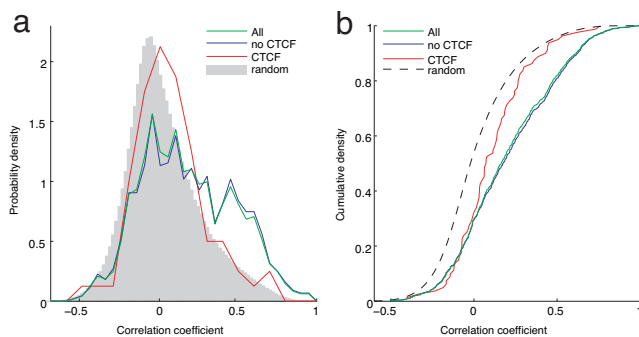 a
All
no CTCF
CTCF
random
2
1.5
1
0.5
0
Probability density
−0.5
0
0.5
1
Correlation coefficient
b
All
no CTCF
CTCF
random
1
0.8
0.6
0.4
0.2
0
Cumulative density
−0.5
0
0.5
1
Correlation coefficient